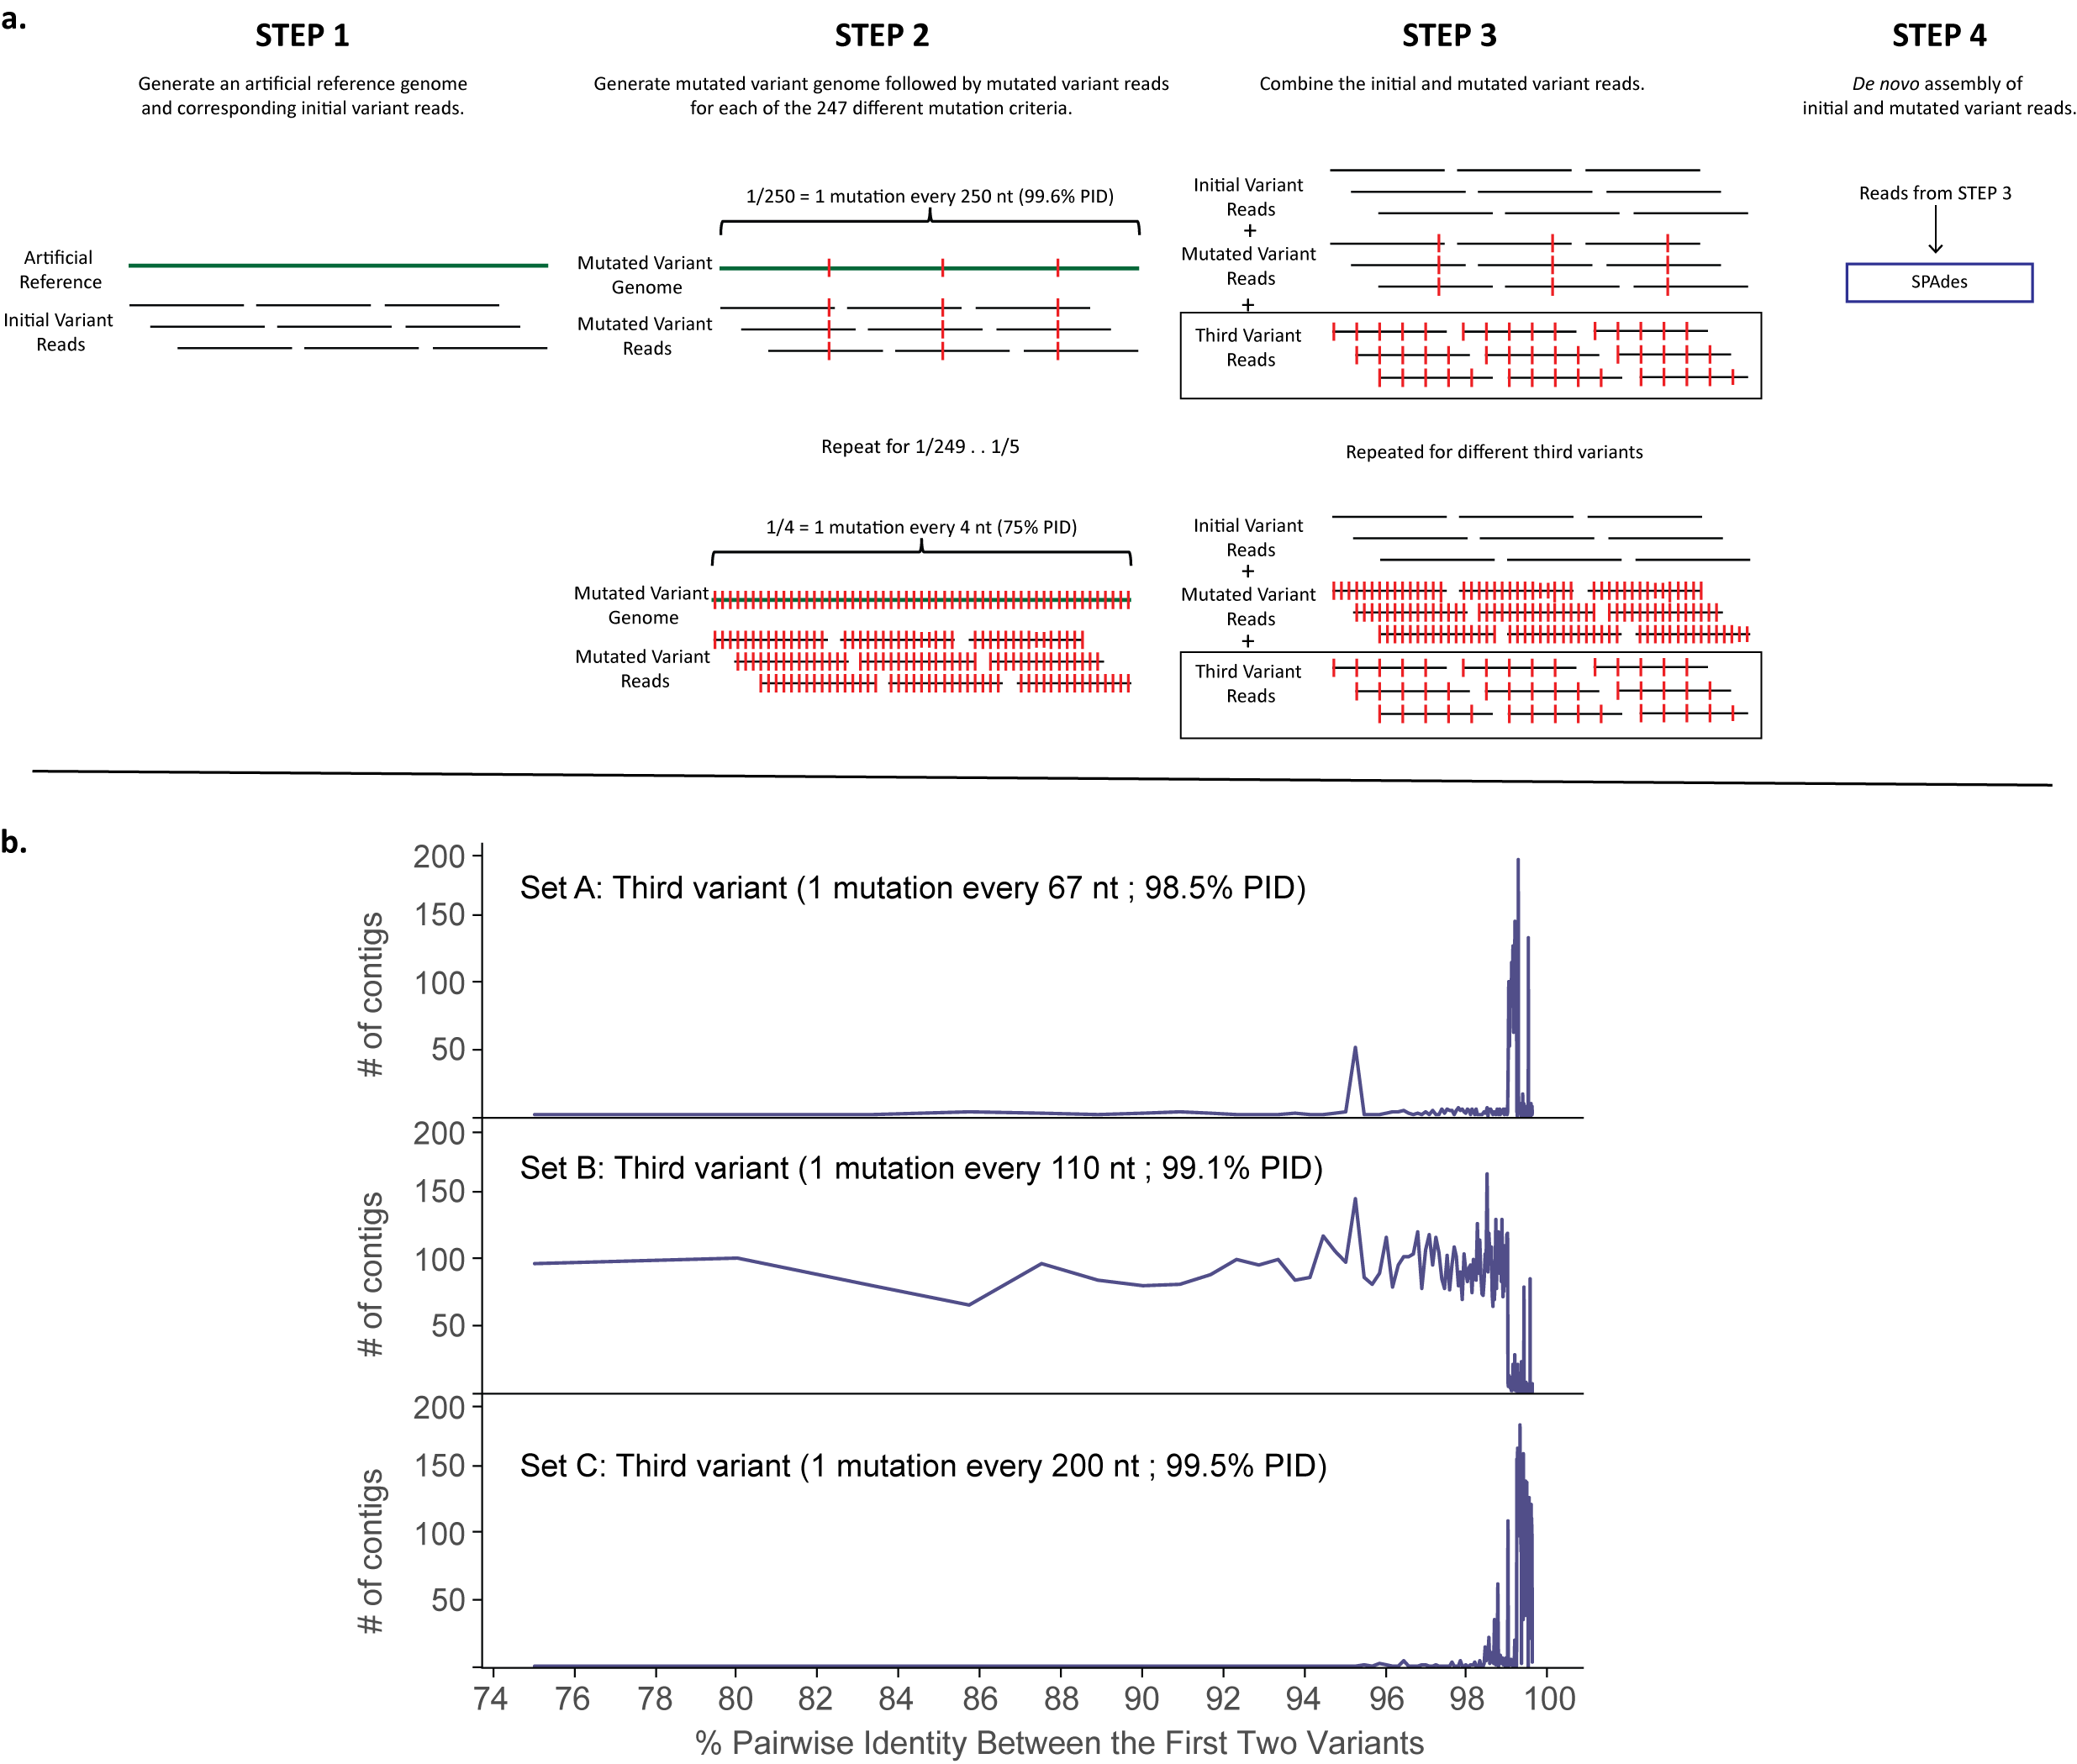 a.
STEP 1
Generate an artificial reference genome
and corresponding initial variant reads.
Artificial
Reference
Initial Variant
Reads
STEP 2
Generate mutated variant genome followed by mutated variant reads
for each of the 247 different mutation criteria.
1/250 = 1 mutation every 250 nt (99.6% PID)
Mutated Variant
Genome
Mutated Variant
Reads
Repeat for 1/249 . . 1/5
1/4 = 1 mutation every 4 nt (75% PID)
Mutated Variant
Genome
Mutated Variant
Reads
STEP 3
Combine the initial and mutated variant reads.
Initial Variant
Reads
+
Mutated Variant
Reads
+
Third Variant
Reads
Repeated for different third variants
Initial Variant
Reads
+
Mutated Variant
Reads
+
Third Variant
Reads
STEP 4
De novo assembly of
initial and mutated variant reads.
Reads from STEP 3
SPAdes
b.
Set A: Third variant (1 mutation every 67 nt ; 98.5% PID)
# of contigs
200
150
100
50
Set B: Third variant (1 mutation every 110 nt ; 99.1% PID)
# of contigs
200
150
100
50
Set C: Third variant (1 mutation every 200 nt ; 99.5% PID)
# of contigs
200
150
100
50
74 76 78 80 82 84 86 88 90 92 94 96 98 100
% Pairwise Identity Between the First Two Variants